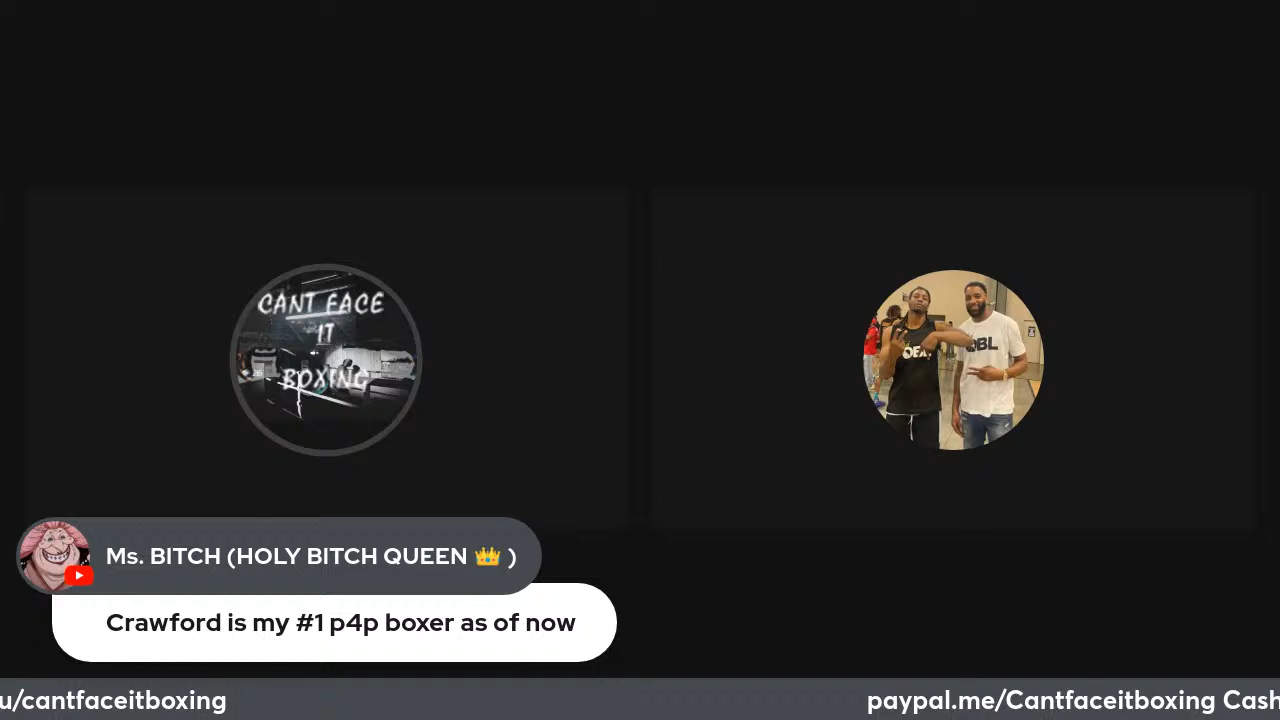 CANT FACE
IT
BOXING
QBL
Ms. BITCH (HOLY BITCH QUEEN 👑 )
Crawford is my #1 p4p boxer as of now
u/cantfaceitboxing
paypal.me/Cantfaceitboxing Cash